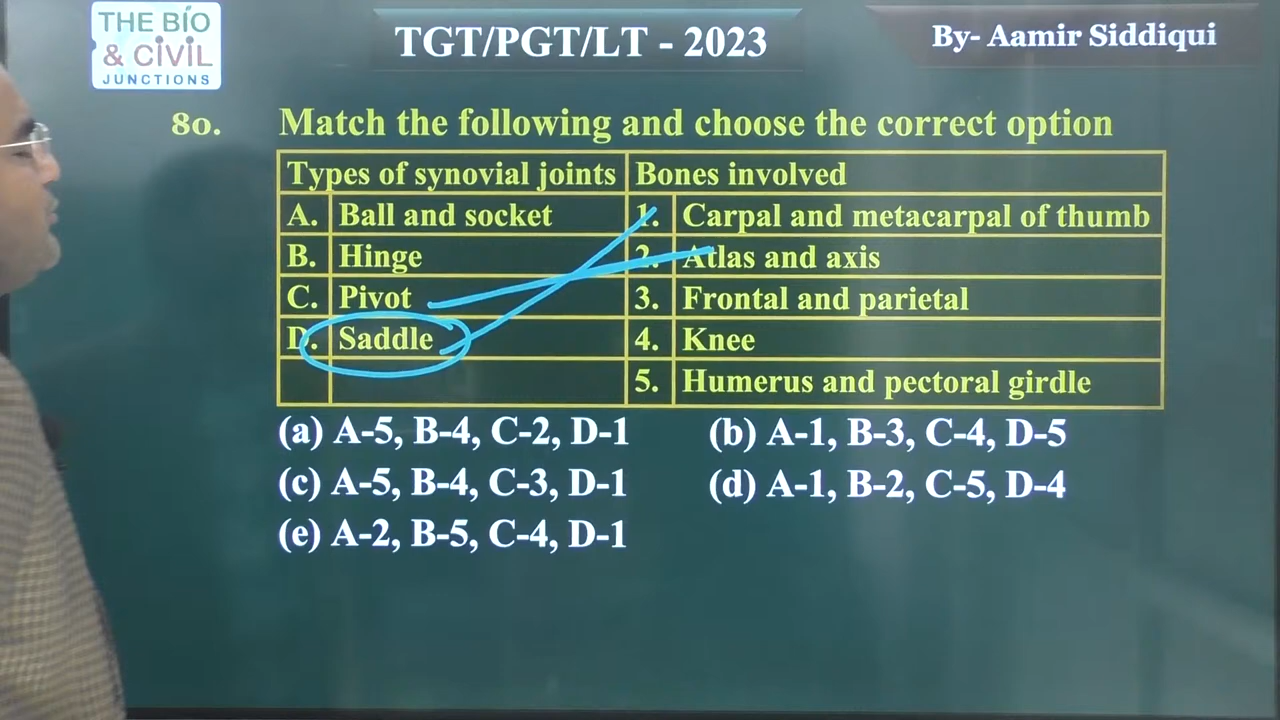 THE BIO
& CIVIL
JUNCTIONS
TGT/PGT/LT - 2023
By- Aamir Siddiqui
80. Match the following and choose the correct option
Types of synovial joints Bones involved
A. Ball and socket 1. Carpal and metacarpal of thumb
B. Hinge 2. Atlas and axis
C. Pivot 3. Frontal and parietal
D. Saddle 4. Knee
5. Humerus and pectoral girdle
(a) A-5, B-4, C-2, D-1 (b) A-1, B-3, C-4, D-5
(c) A-5, B-4, C-3, D-1 (d) A-1, B-2, C-5, D-4
(e) A-2, B-5, C-4, D-1